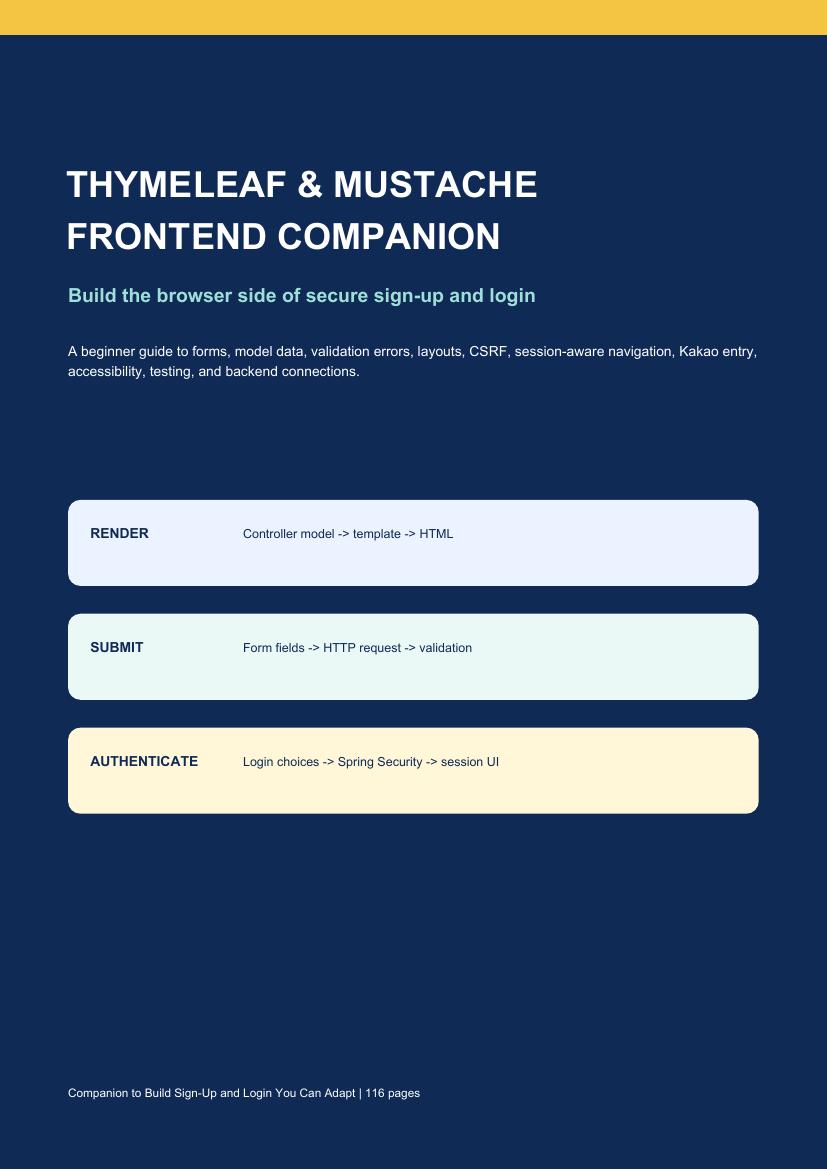 THYMELEAF & MUSTACHE
FRONTEND COMPANION
Build the browser side of secure sign-up and login
A beginner guide to forms, model data, validation errors, layouts, CSRF, session-aware navigation, Kakao entry,
accessibility, testing, and backend connections.
RENDER Controller model -> template -> HTML
SUBMIT Form fields -> HTTP request -> validation
AUTHENTICATE Login choices -> Spring Security -> session UI
Companion to Build Sign-Up and Login You Can Adapt | 116 pages